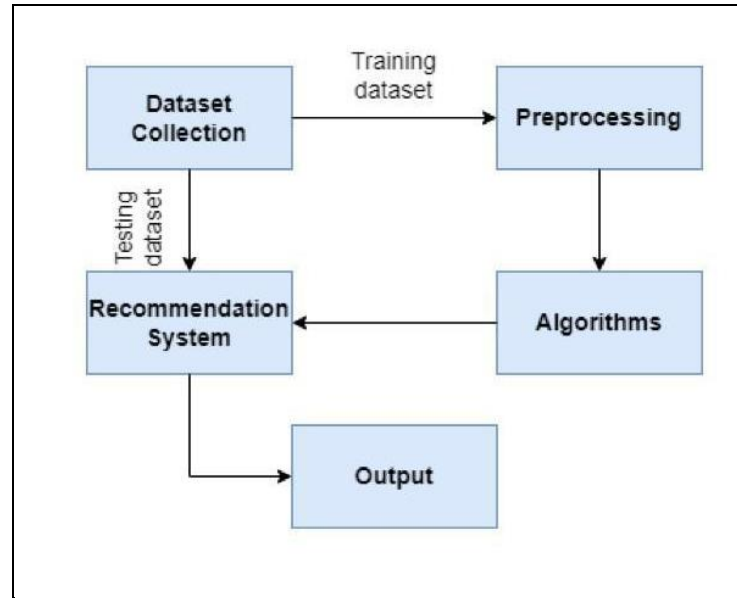 Training
dataset
Dataset
Collection
Preprocessing
Testing
dataset
Recommendation
System
Algorithms
Output